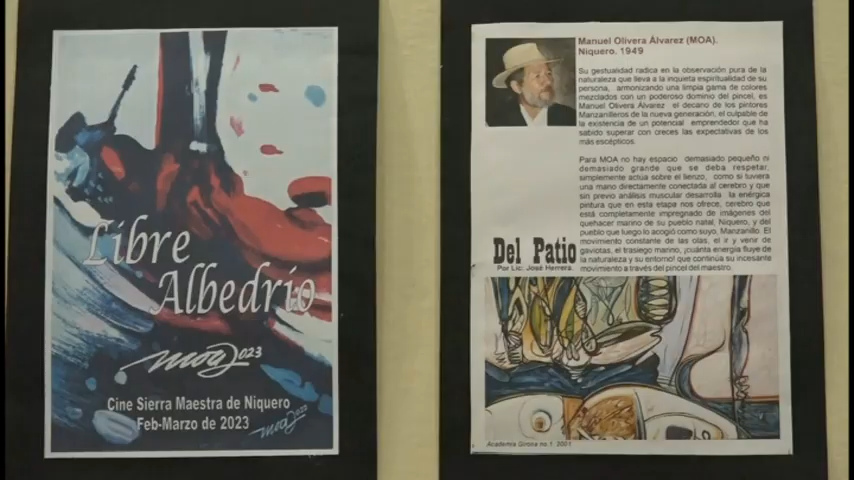 Libre
Albedrío
MOA 2023
Cine Sierra Maestra de Niquero
Feb-Marzo de 2023
MOA 2023
Manuel Olivera Álvarez (MOA).
Niquero. 1949
Su gestualidad radica en la observación pura de la
naturaleza que lleva a la inquieta espiritualidad de su
persona, armonizando una limpia gama de colores
mezclados con un poderoso dominio del pincel, es
Manuel Olivera Álvarez el decano de los pintores
Manzanilleros de la nueva generación, el culpable de
la existencia de un potencial emprendedor que ha
sabido superar con creces las expectativas de los
más escépticos.
Para MOA no hay espacio demasiado pequeño ni
demasiado grande que se deba respetar,
simplemente actúa sobre el lienzo, como si tuviera
una mano directamente conectada al cerebro y que
sin previo análisis muscular desarrolla la enérgica
pintura que en esta etapa nos ofrece, cerebro que
está completamente impregnado de imágenes del
quehacer marino de su pueblo natal, Niquero, y del
pueblo que luego lo acogió como suyo, Manzanillo. El
movimiento constante de las olas, el ir y venir de
gaviotas, el trasiego marino, ¡cuánta energía fluye de
la naturaleza y su entorno! que continúa su incesante
movimiento a través del pincel del maestro.
Del Patio
Por Lic: José Herrera.
Academia Girona no.1. 2001